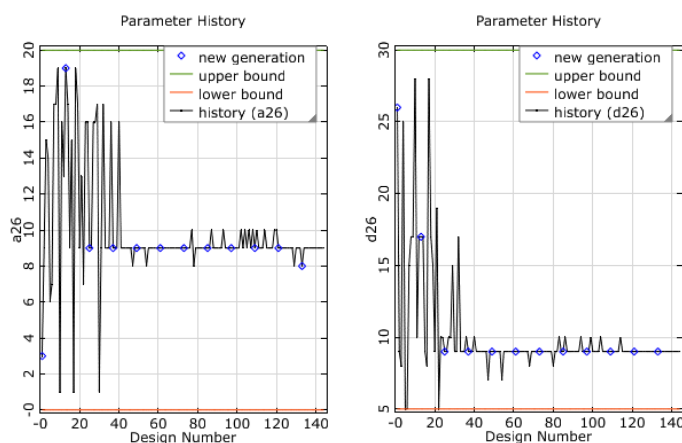 Parameter History
new generation
upper bound
lower bound
history (a26)
20
18
16
14
12
10
8
6
4
2
-0
a26
-0 20 40 60 80 100 120 140
Design Number
Parameter History
new generation
upper bound
lower bound
history (d26)
30
25
20
15
10
5
d26
-0 20 40 60 80 100 120 140
Design Number